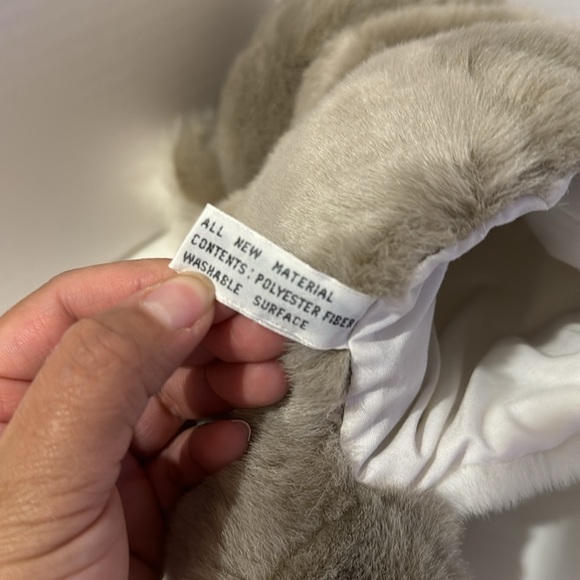 ALL NEW MATERIAL
CONTENTS: POLYESTER FIBER
WASHABLE SURFACE